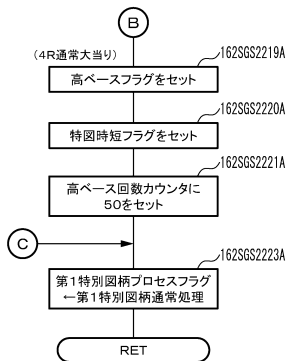 B
(4R通常大当り)
162SGS2219A
高ベースフラグをセット
162SGS2220A
特図時短フラグをセット
162SGS2221A
高ベース回数カウンタに
50をセット
C
162SGS2223A
第1特別図柄プロセスフラグ
←第1特別図柄通常処理
RET